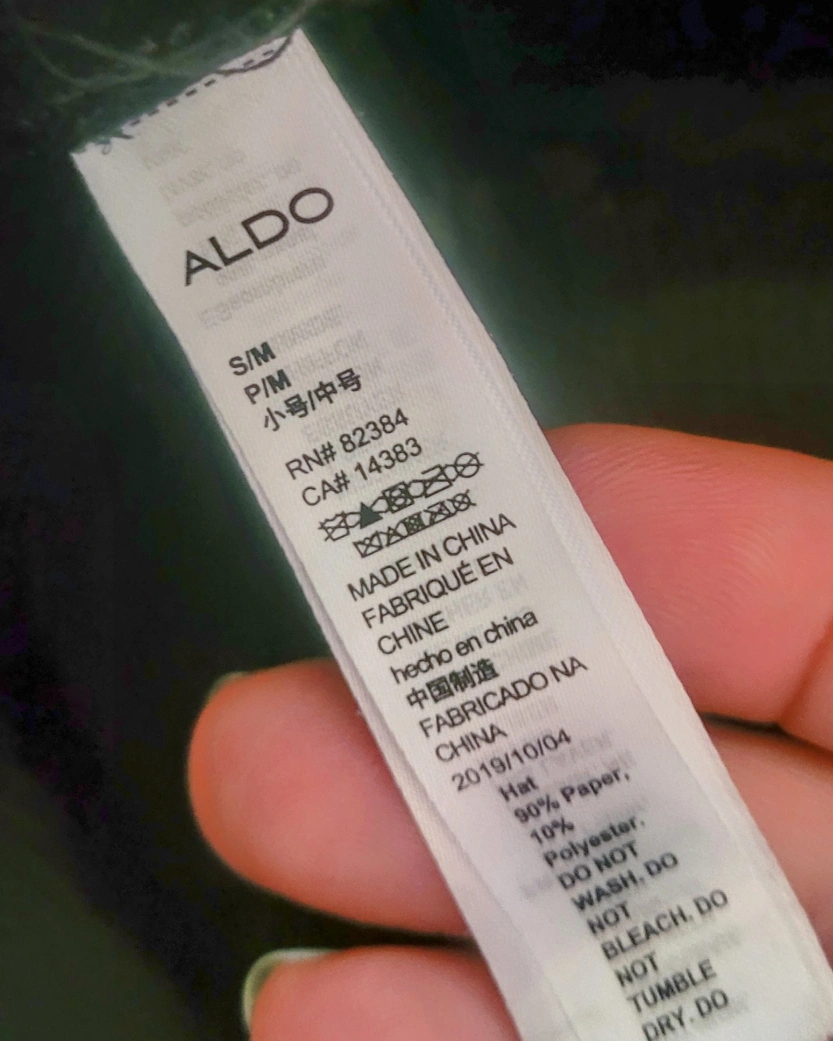 ALDO
S/M
P/M
小号/中号
RN# 82384
CA# 14383
MADE IN CHINA
FABRIQUÉ EN
CHINE
hecho en china
中国制造
FABRICADO NA
CHINA
2019/10/04
Hat
90% Paper,
10%
Polyester.
DO NOT
WASH, DO
NOT
BLEACH, DO
NOT
TUMBLE
DRY, DO